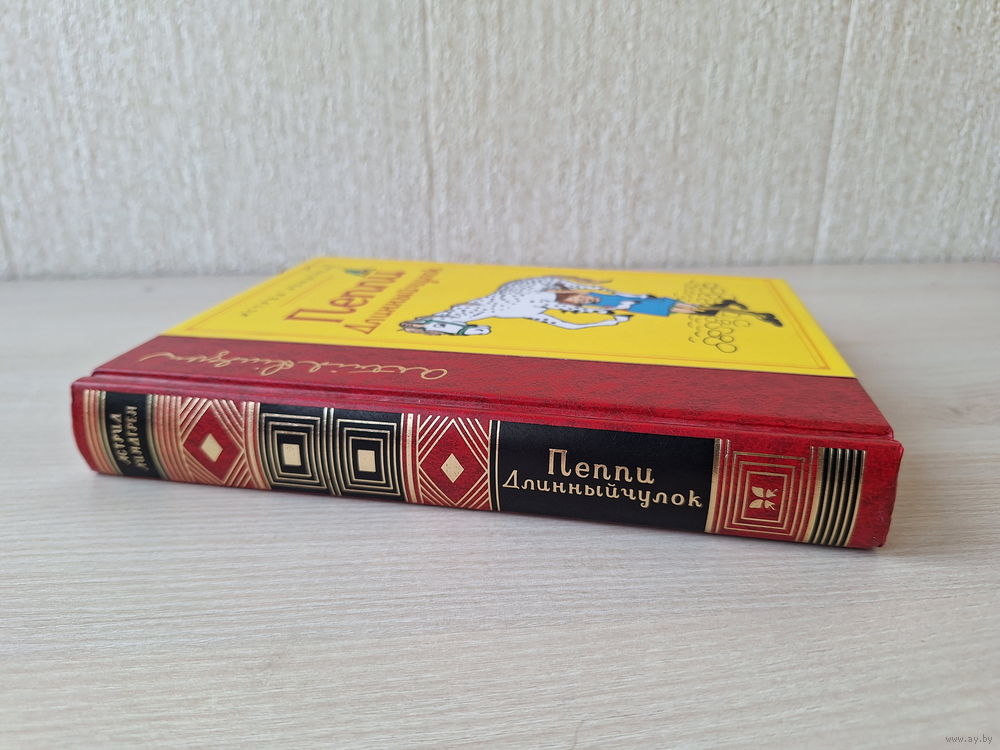 Пеппи
Длинныйчулок
АСТРИД
ЛИНДГРЕН
Пеппи
Длинныйчулок
www.ay.by